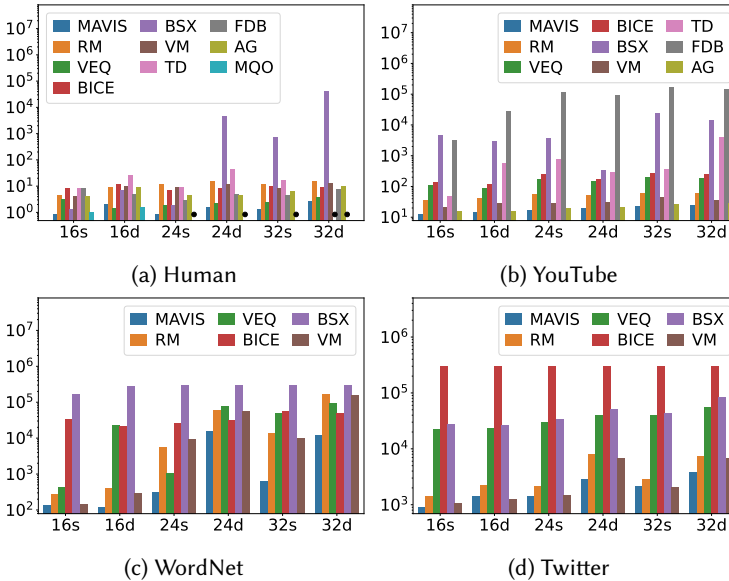 MAVIS BSX FDB
RM VM AG
VEQ TD MQO
BICE
10^7
10^6
10^5
10^4
10^3
10^2
10^1
10^0
16s 16d 24s 24d 32s 32d
(a) Human
MAVIS BICE TD
RM BSX FDB
VEQ VM AG
10^7
10^6
10^5
10^4
10^3
10^2
10^1
16s 16d 24s 24d 32s 32d
(b) YouTube
MAVIS VEQ BSX
RM BICE VM
10^7
10^6
10^5
10^4
10^3
10^2
16s 16d 24s 24d 32s 32d
(c) WordNet
MAVIS VEQ BSX
RM BICE VM
10^6
10^5
10^4
10^3
16s 16d 24s 24d 32s 32d
(d) Twitter